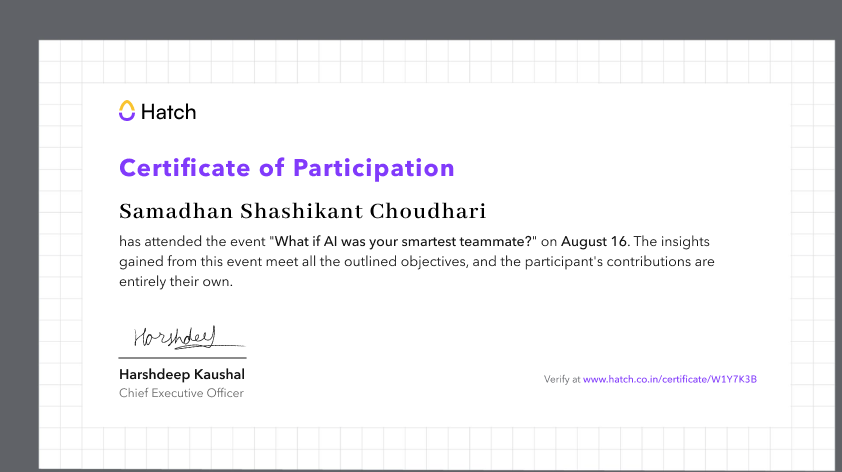 Hatch
Certificate of Participation
Samadhan Shashikant Choudhari
has attended the event "What if AI was your smartest teammate?" on August 16. The insights
gained from this event meet all the outlined objectives, and the participant's contributions are
entirely their own.
Harshdeep
Harshdeep Kaushal
Chief Executive Officer
Verify at www.hatch.co.in/certificate/W1Y7K3B